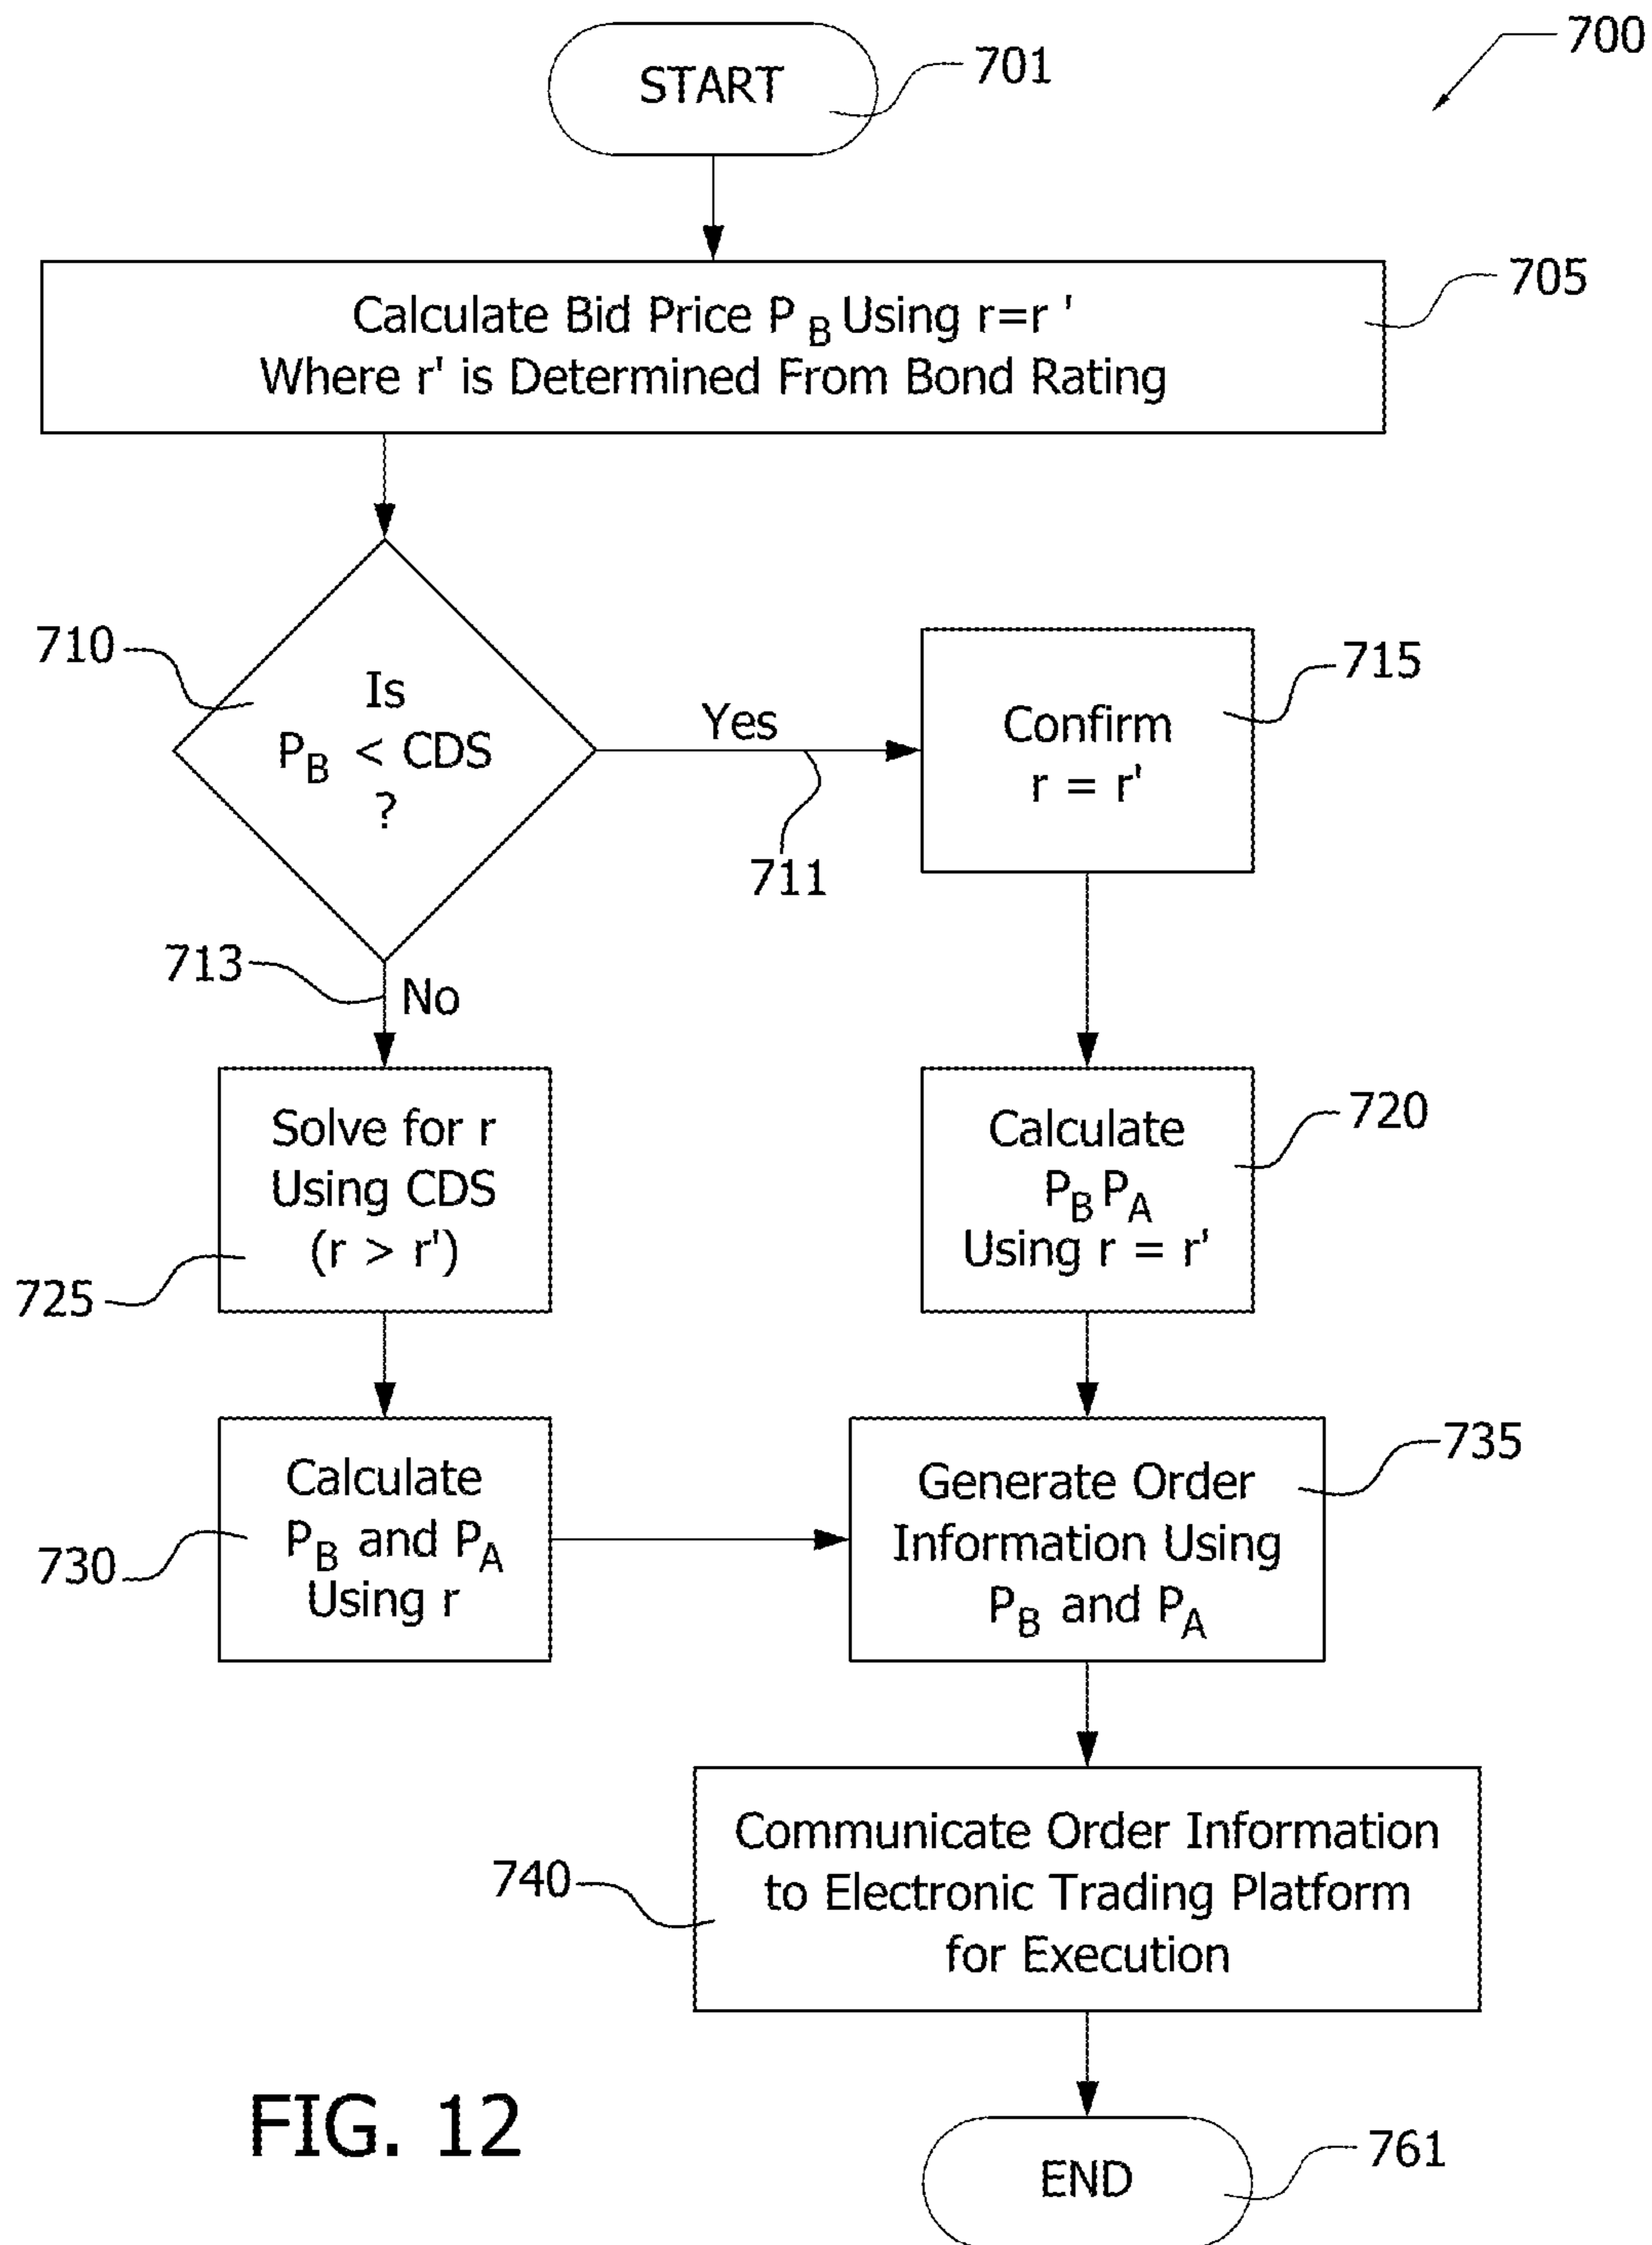 700
START
701
Calculate Bid Price P B Using r=r '
Where r' is Determined From Bond Rating
705
Is
PB < CDS
?
710
Yes
711
Confirm
r = r'
715
713
No
Solve for r
Using CDS
(r > r')
725
Calculate
PB PA
Using r = r'
720
Calculate
PB and PA
Using r
730
Generate Order
Information Using
PB and PA
735
Communicate Order Information
to Electronic Trading Platform
for Execution
740
END
761
FIG. 12